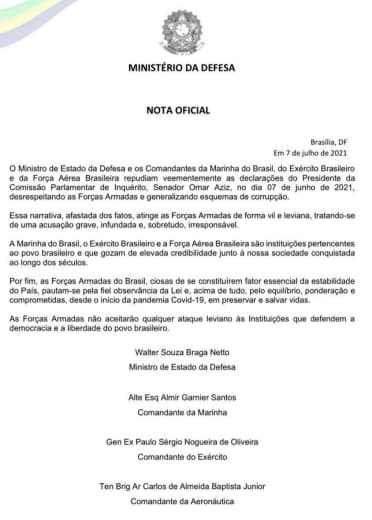 MINISTÉRIO DA DEFESA
NOTA OFICIAL
Brasília, DF
Em 7 de julho de 2021
O Ministro de Estado da Defesa e os Comandantes da Marinha do Brasil, do Exército Brasileiro
e da Força Aérea Brasileira repudiam veementemente as declarações do Presidente da
Comissão Parlamentar de Inquérito, Senador Omar Aziz, no dia 07 de junho de 2021,
desrespeitando as Forças Armadas e generalizando esquemas de corrupção.
Essa narrativa, afastada dos fatos, atinge as Forças Armadas de forma vil e leviana, tratando-se
de uma acusação grave, infundada e, sobretudo, irresponsável.
A Marinha do Brasil, o Exército Brasileiro e a Força Aérea Brasileira são instituições pertencentes
ao povo brasileiro e que gozam de elevada credibilidade junto à nossa sociedade conquistada
ao longo dos séculos.
Por fim, as Forças Armadas do Brasil, ciosas de se constituírem fator essencial da estabilidade
do País, pautam-se pela fiel observância da Lei e, acima de tudo, pelo equilíbrio, ponderação e
comprometidas, desde o início da pandemia Covid-19, em preservar e salvar vidas.
As Forças Armadas não aceitarão qualquer ataque leviano às Instituições que defendem a
democracia e a liberdade do povo brasileiro.
Walter Souza Braga Netto
Ministro de Estado da Defesa
Alte Esq Almir Garnier Santos
Comandante da Marinha
Gen Ex Paulo Sérgio Nogueira de Oliveira
Comandante do Exército
Ten Brig Ar Carlos de Almeida Baptista Junior
Comandante da Aeronáutica